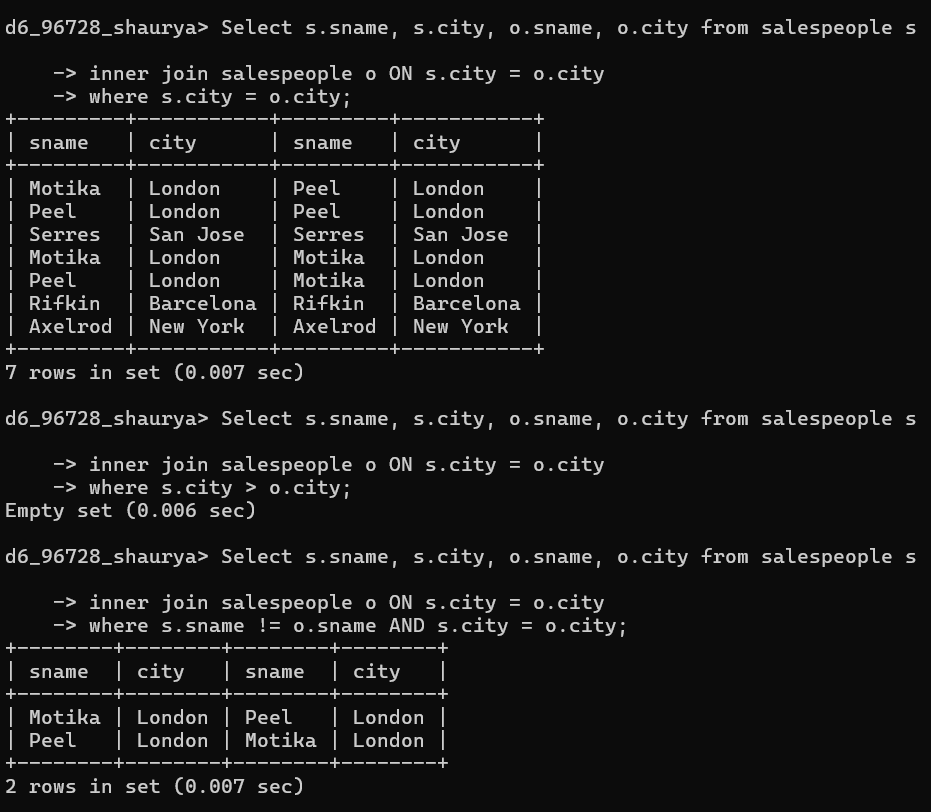 d6_96728_shaurya> Select s.sname, s.city, o.sname, o.city from salespeople s
    -> inner join salespeople o ON s.city = o.city
    -> where s.city = o.city;
+---------+-----------+---------+-----------+
| sname   | city      | sname   | city      |
+---------+-----------+---------+-----------+
| Motika  | London    | Peel    | London    |
| Peel    | London    | Peel    | London    |
| Serres  | San Jose  | Serres  | San Jose  |
| Motika  | London    | Motika  | London    |
| Peel    | London    | Motika  | London    |
| Rifkin  | Barcelona | Rifkin  | Barcelona |
| Axelrod | New York  | Axelrod | New York  |
+---------+-----------+---------+-----------+
7 rows in set (0.007 sec)
d6_96728_shaurya> Select s.sname, s.city, o.sname, o.city from salespeople s
    -> inner join salespeople o ON s.city = o.city
    -> where s.city > o.city;
Empty set (0.006 sec)
d6_96728_shaurya> Select s.sname, s.city, o.sname, o.city from salespeople s
    -> inner join salespeople o ON s.city = o.city
    -> where s.sname != o.sname AND s.city = o.city;
+--------+--------+--------+--------+
| sname  | city   | sname  | city   |
+--------+--------+--------+--------+
| Motika | London | Peel   | London |
| Peel   | London | Motika | London |
+--------+--------+--------+--------+
2 rows in set (0.007 sec)